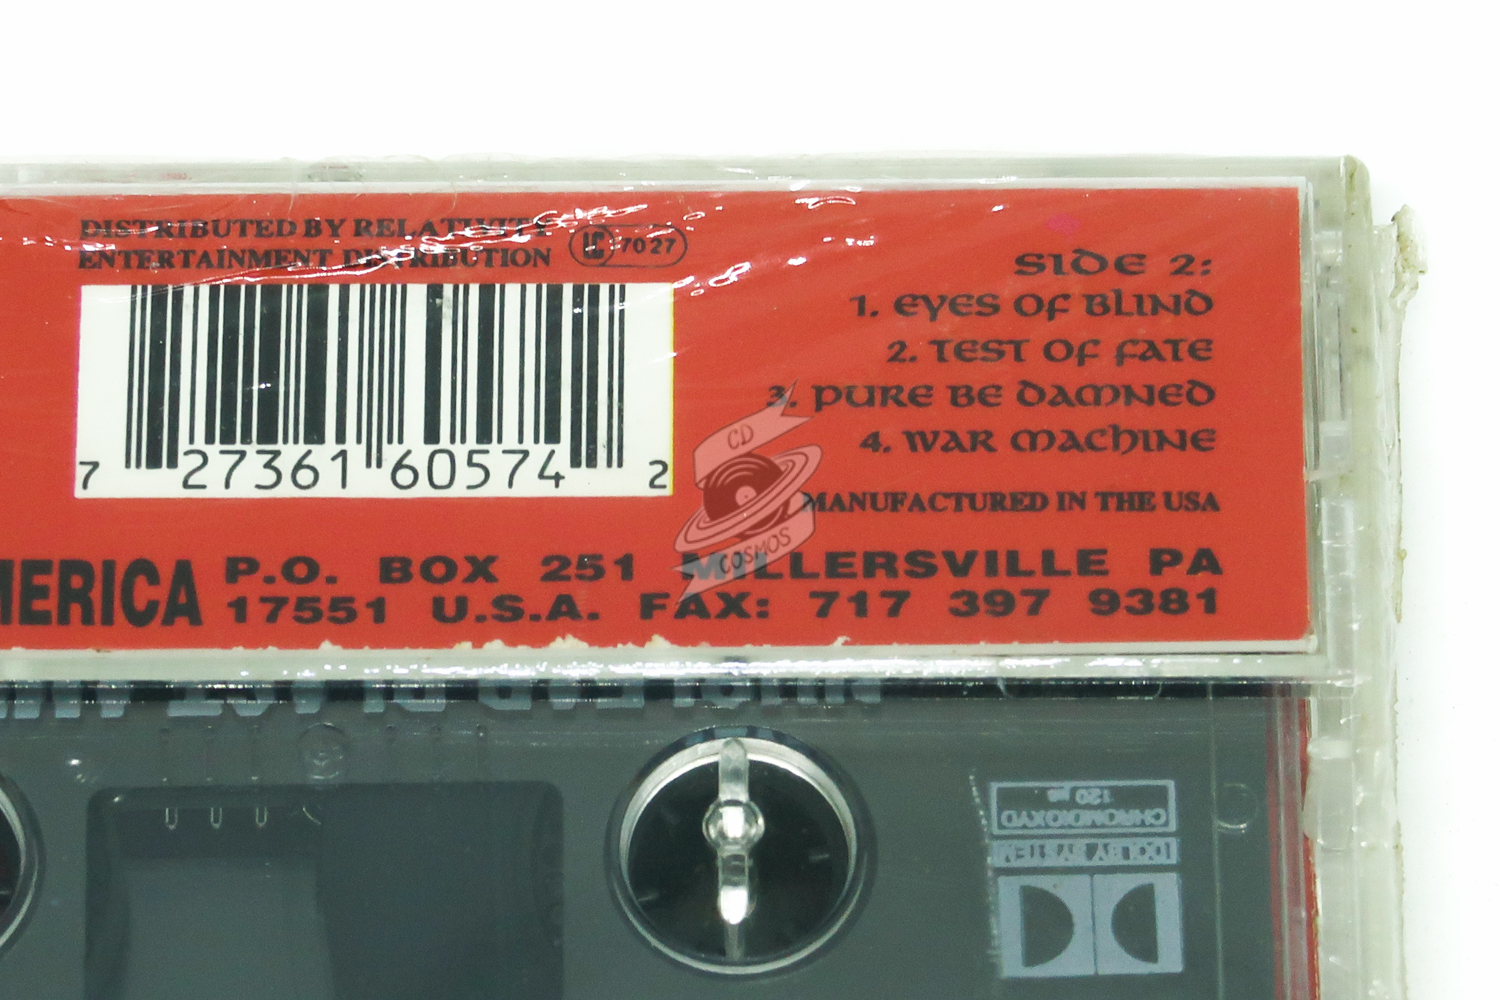 DISTRIBUTED BY RELATIVITY
ENTERTAINMENT DISTRIBUTION
LC 7027
7 27361 60574 2
SIDE 2:
1. EYES OF BLIND
2. TEST OF FATE
3. PURE BE DAMNED
4. WAR MACHINE
MANUFACTURED IN THE USA
MERICA
P.O. BOX 251 MILLERSVILLE PA
17551 U.S.A. FAX: 717 397 9381
CD
COSMOS
CHROMDIOXYD
120 µs
DOLBY SYSTEM